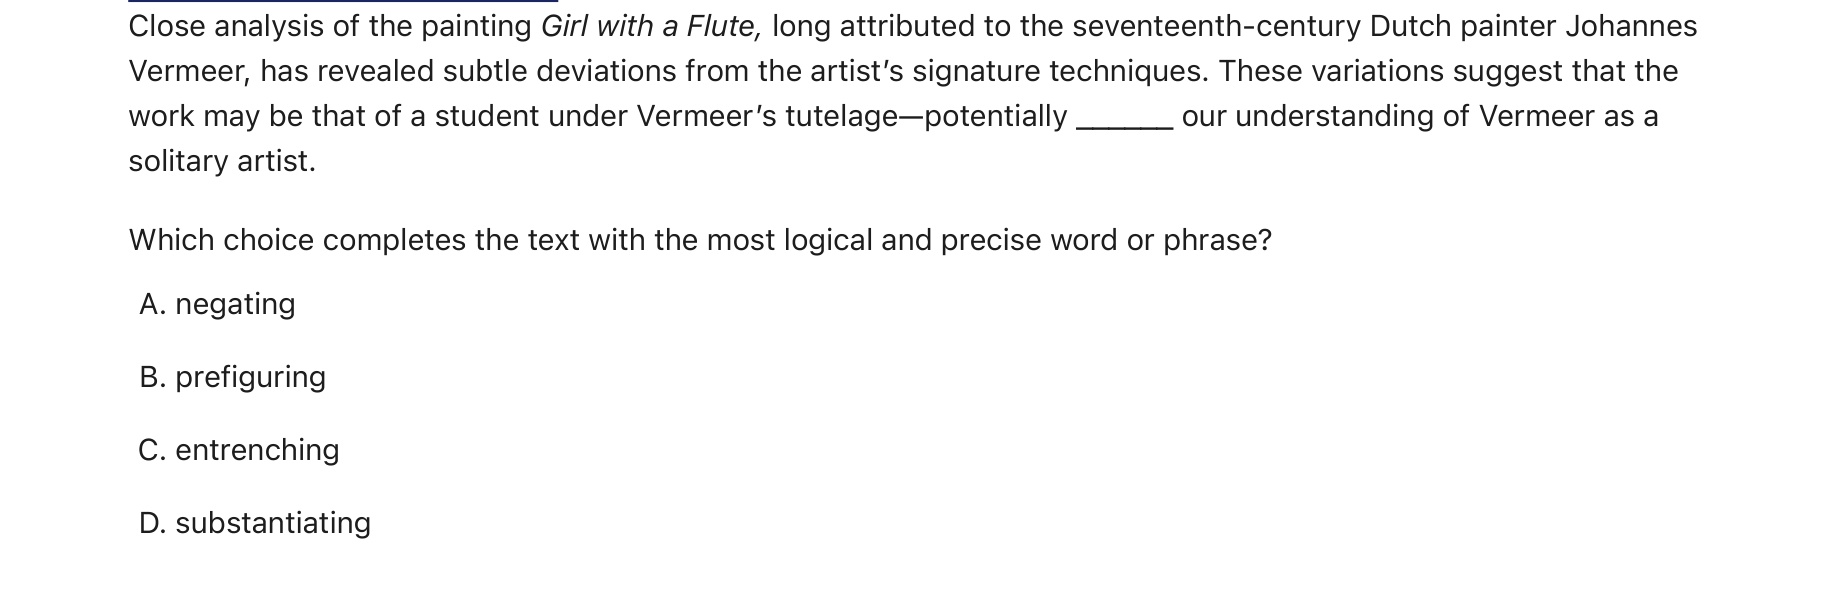 Close analysis of the painting Girl with a Flute, long attributed to the seventeenth-century Dutch painter Johannes
Vermeer, has revealed subtle deviations from the artist’s signature techniques. These variations suggest that the
work may be that of a student under Vermeer’s tutelage—potentially ______ our understanding of Vermeer as a
solitary artist.
Which choice completes the text with the most logical and precise word or phrase?
A. negating
B. prefiguring
C. entrenching
D. substantiating